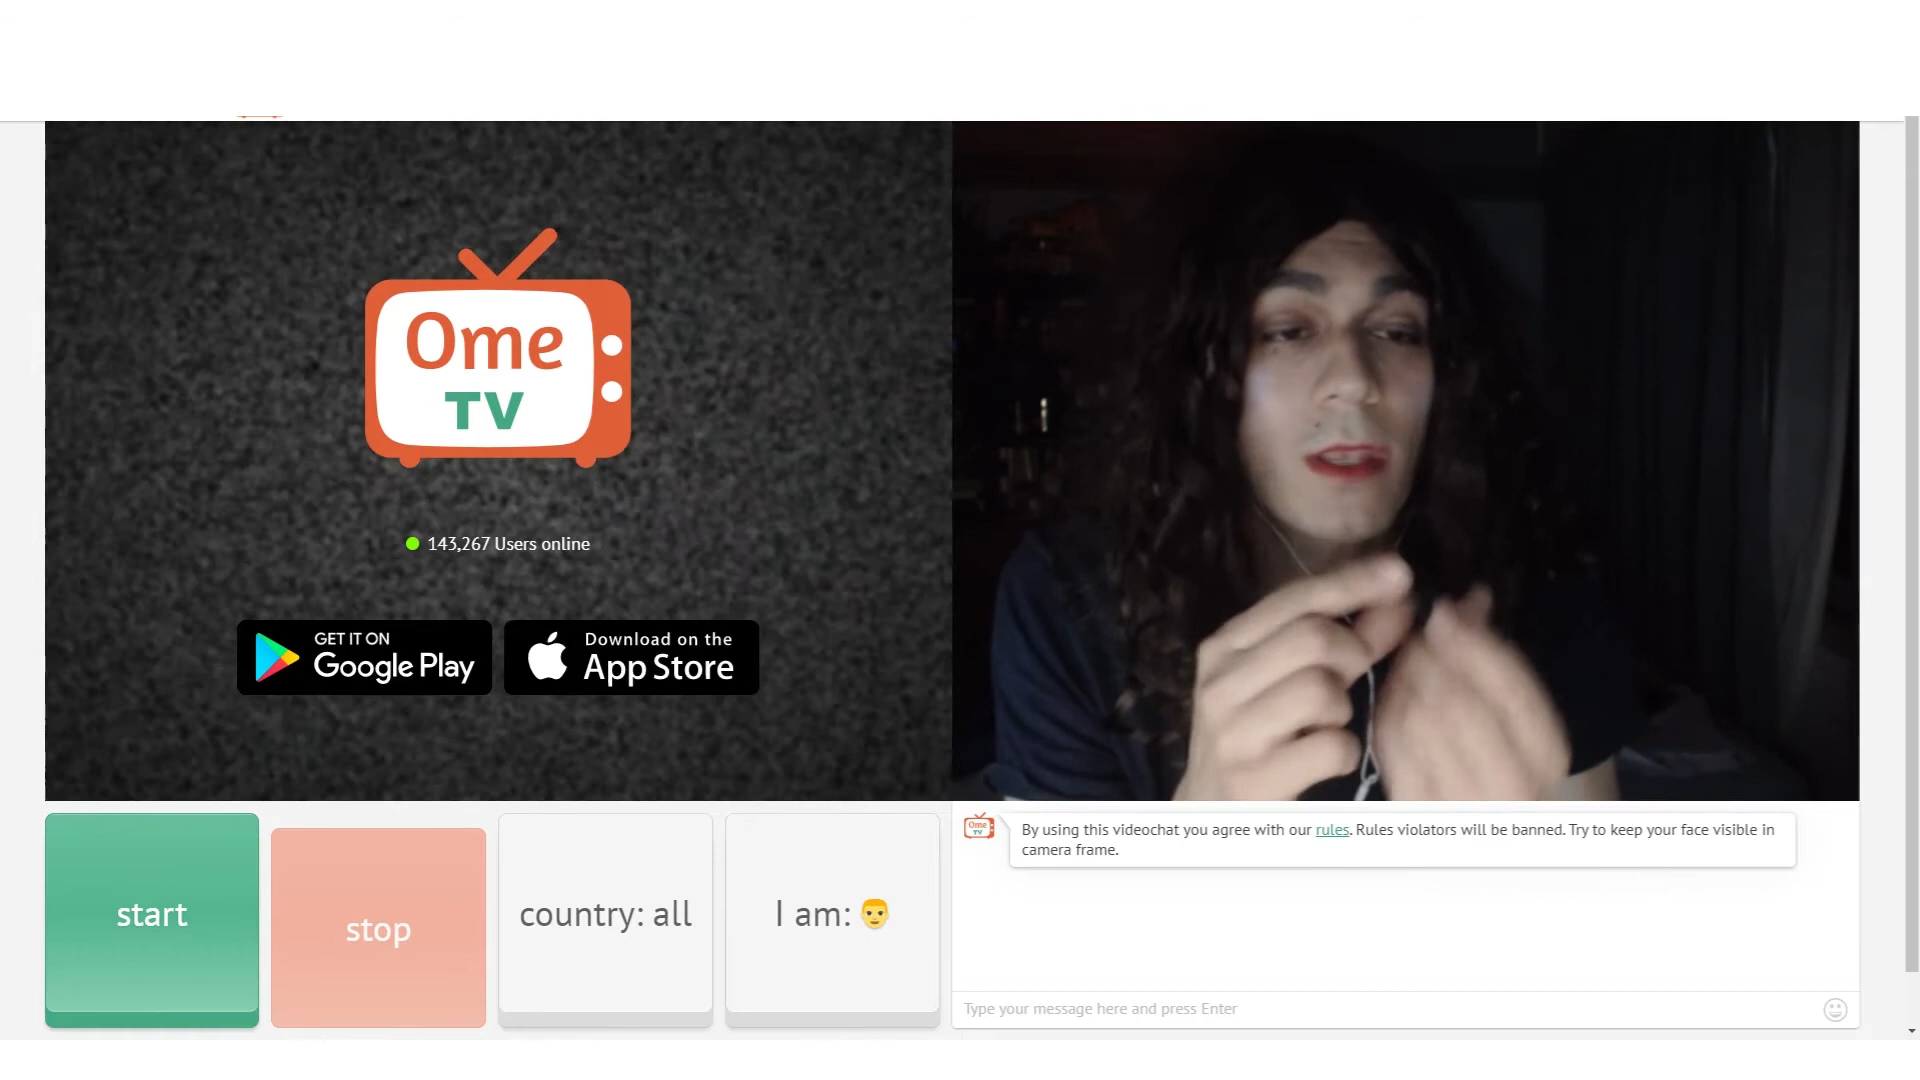 Ome
TV
143,267 Users online
GET IT ON
Google Play
Download on the
App Store
start
stop
country: all
I am:
Ome
TV
By using this videochat you agree with our rules. Rules violators will be banned. Try to keep your face visible in
camera frame.
Type your message here and press Enter